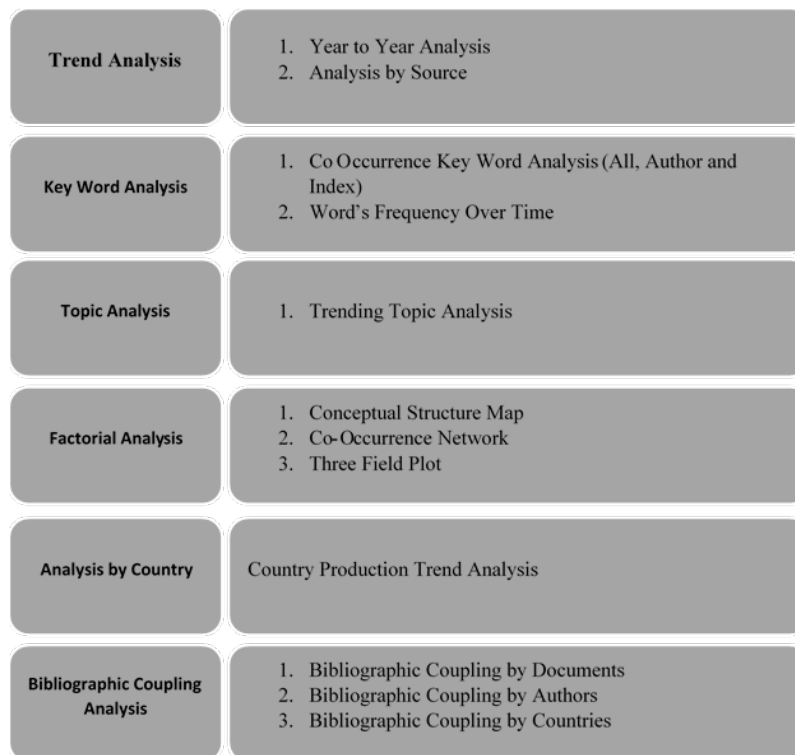 Trend Analysis
1. Year to Year Analysis
2. Analysis by Source
Key Word Analysis
1. Co Occurrence Key Word Analysis (All, Author and
Index)
2. Word's Frequency Over Time
Topic Analysis
1. Trending Topic Analysis
Factorial Analysis
1. Conceptual Structure Map
2. Co-Occurrence Network
3. Three Field Plot
Analysis by Country
Country Production Trend Analysis
Bibliographic Coupling
Analysis
1. Bibliographic Coupling by Documents
2. Bibliographic Coupling by Authors
3. Bibliographic Coupling by Countries